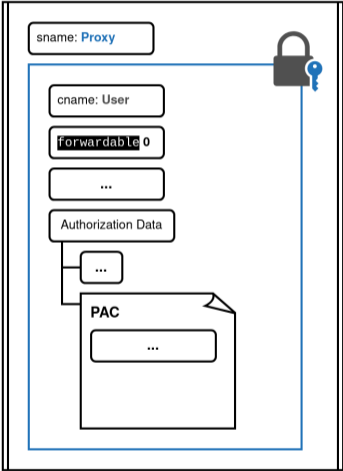 sname: Proxy
cname: User
forwardable 0
...
Authorization Data
...
PAC
...